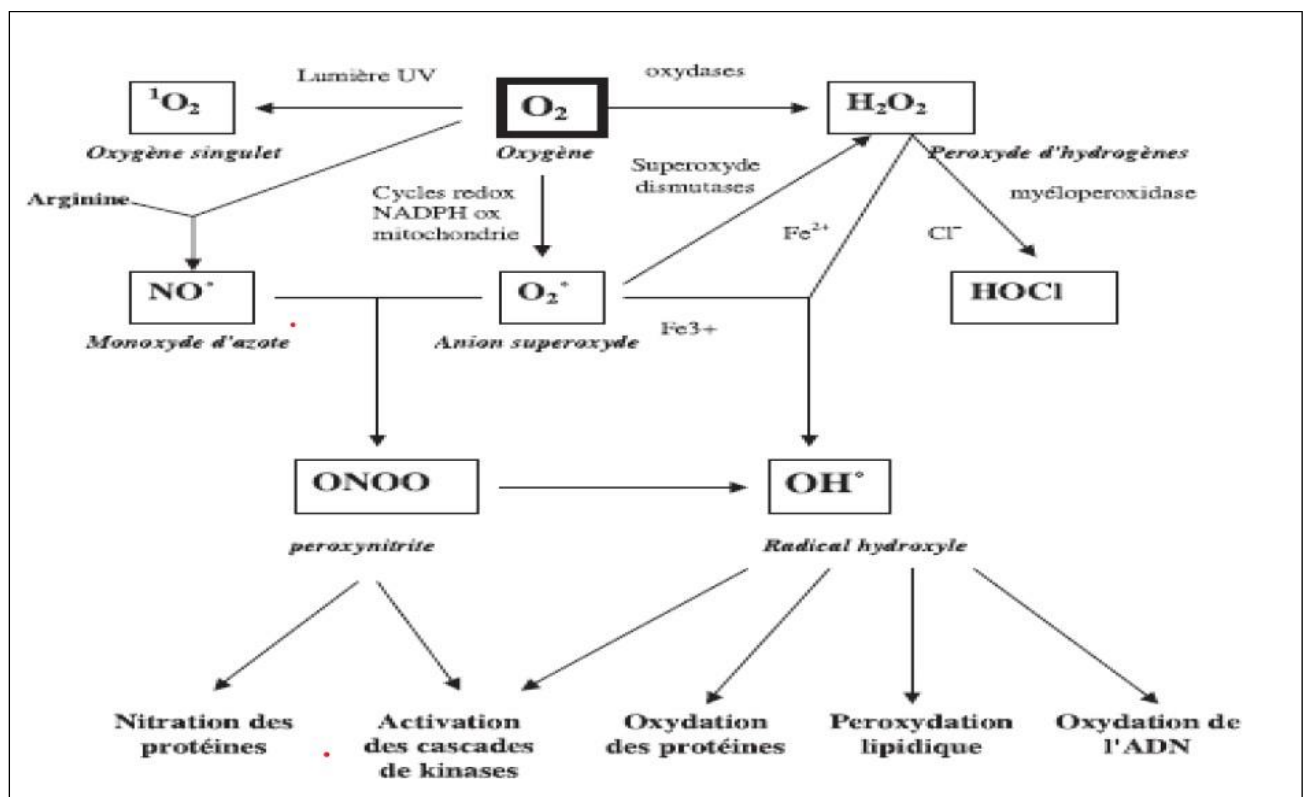 Lumière UV
oxydases
¹O₂
O₂
H₂O₂
Oxygène singulet
Oxygène
Peroxyde d'hydrogènes
Arginine
Cycles redox
NADPH ox
mitochondrie
Superoxyde
dismutases
myéloperoxidase
Fe²⁺
Cl⁻
NO°
O₂°
HOCl
Monoxyde d'azote
Anion superoxyde
Fe3+
ONOO
OH°
peroxynitrite
Radical hydroxyle
Nitration des
protéines
Activation
des cascades
de kinases
Oxydation
des protéines
Peroxydation
lipidique
Oxydation de
l'ADN